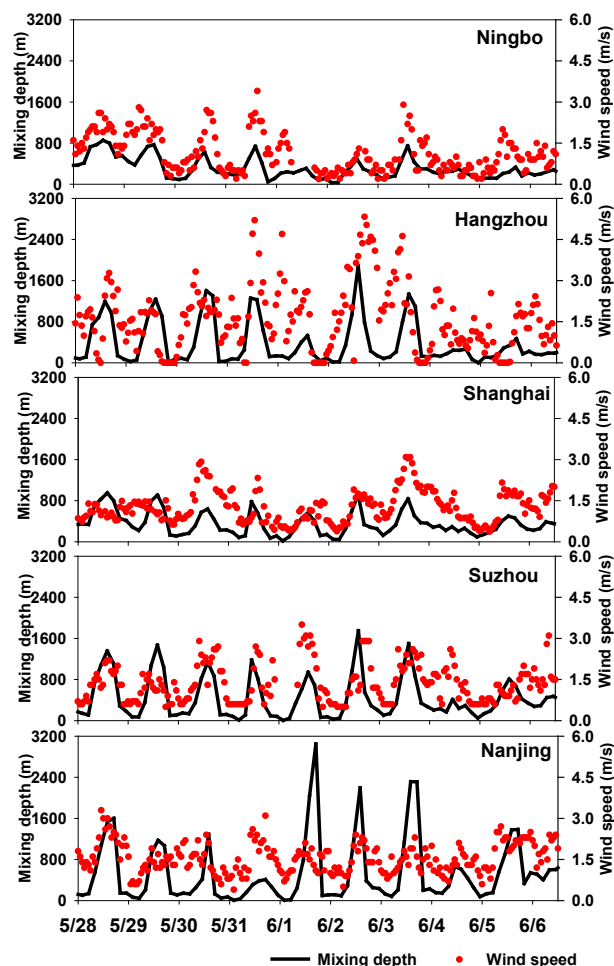 3200
2400
1600
800
0
Mixing depth (m)
Ningbo
6.0
4.5
3.0
1.5
0.0
Wind speed (m/s)
3200
2400
1600
800
0
Mixing depth (m)
Hangzhou
6.0
4.5
3.0
1.5
0.0
Wind speed (m/s)
3200
2400
1600
800
0
Mixing depth (m)
Shanghai
6.0
4.5
3.0
1.5
0.0
Wind speed (m/s)
3200
2400
1600
800
0
Mixing depth (m)
Suzhou
6.0
4.5
3.0
1.5
0.0
Wind speed (m/s)
3200
2400
1600
800
0
Mixing depth (m)
Nanjing
6.0
4.5
3.0
1.5
0.0
Wind speed (m/s)
5/28 5/29 5/30 5/31 6/1 6/2 6/3 6/4 6/5 6/6
Mixing depth Wind speed